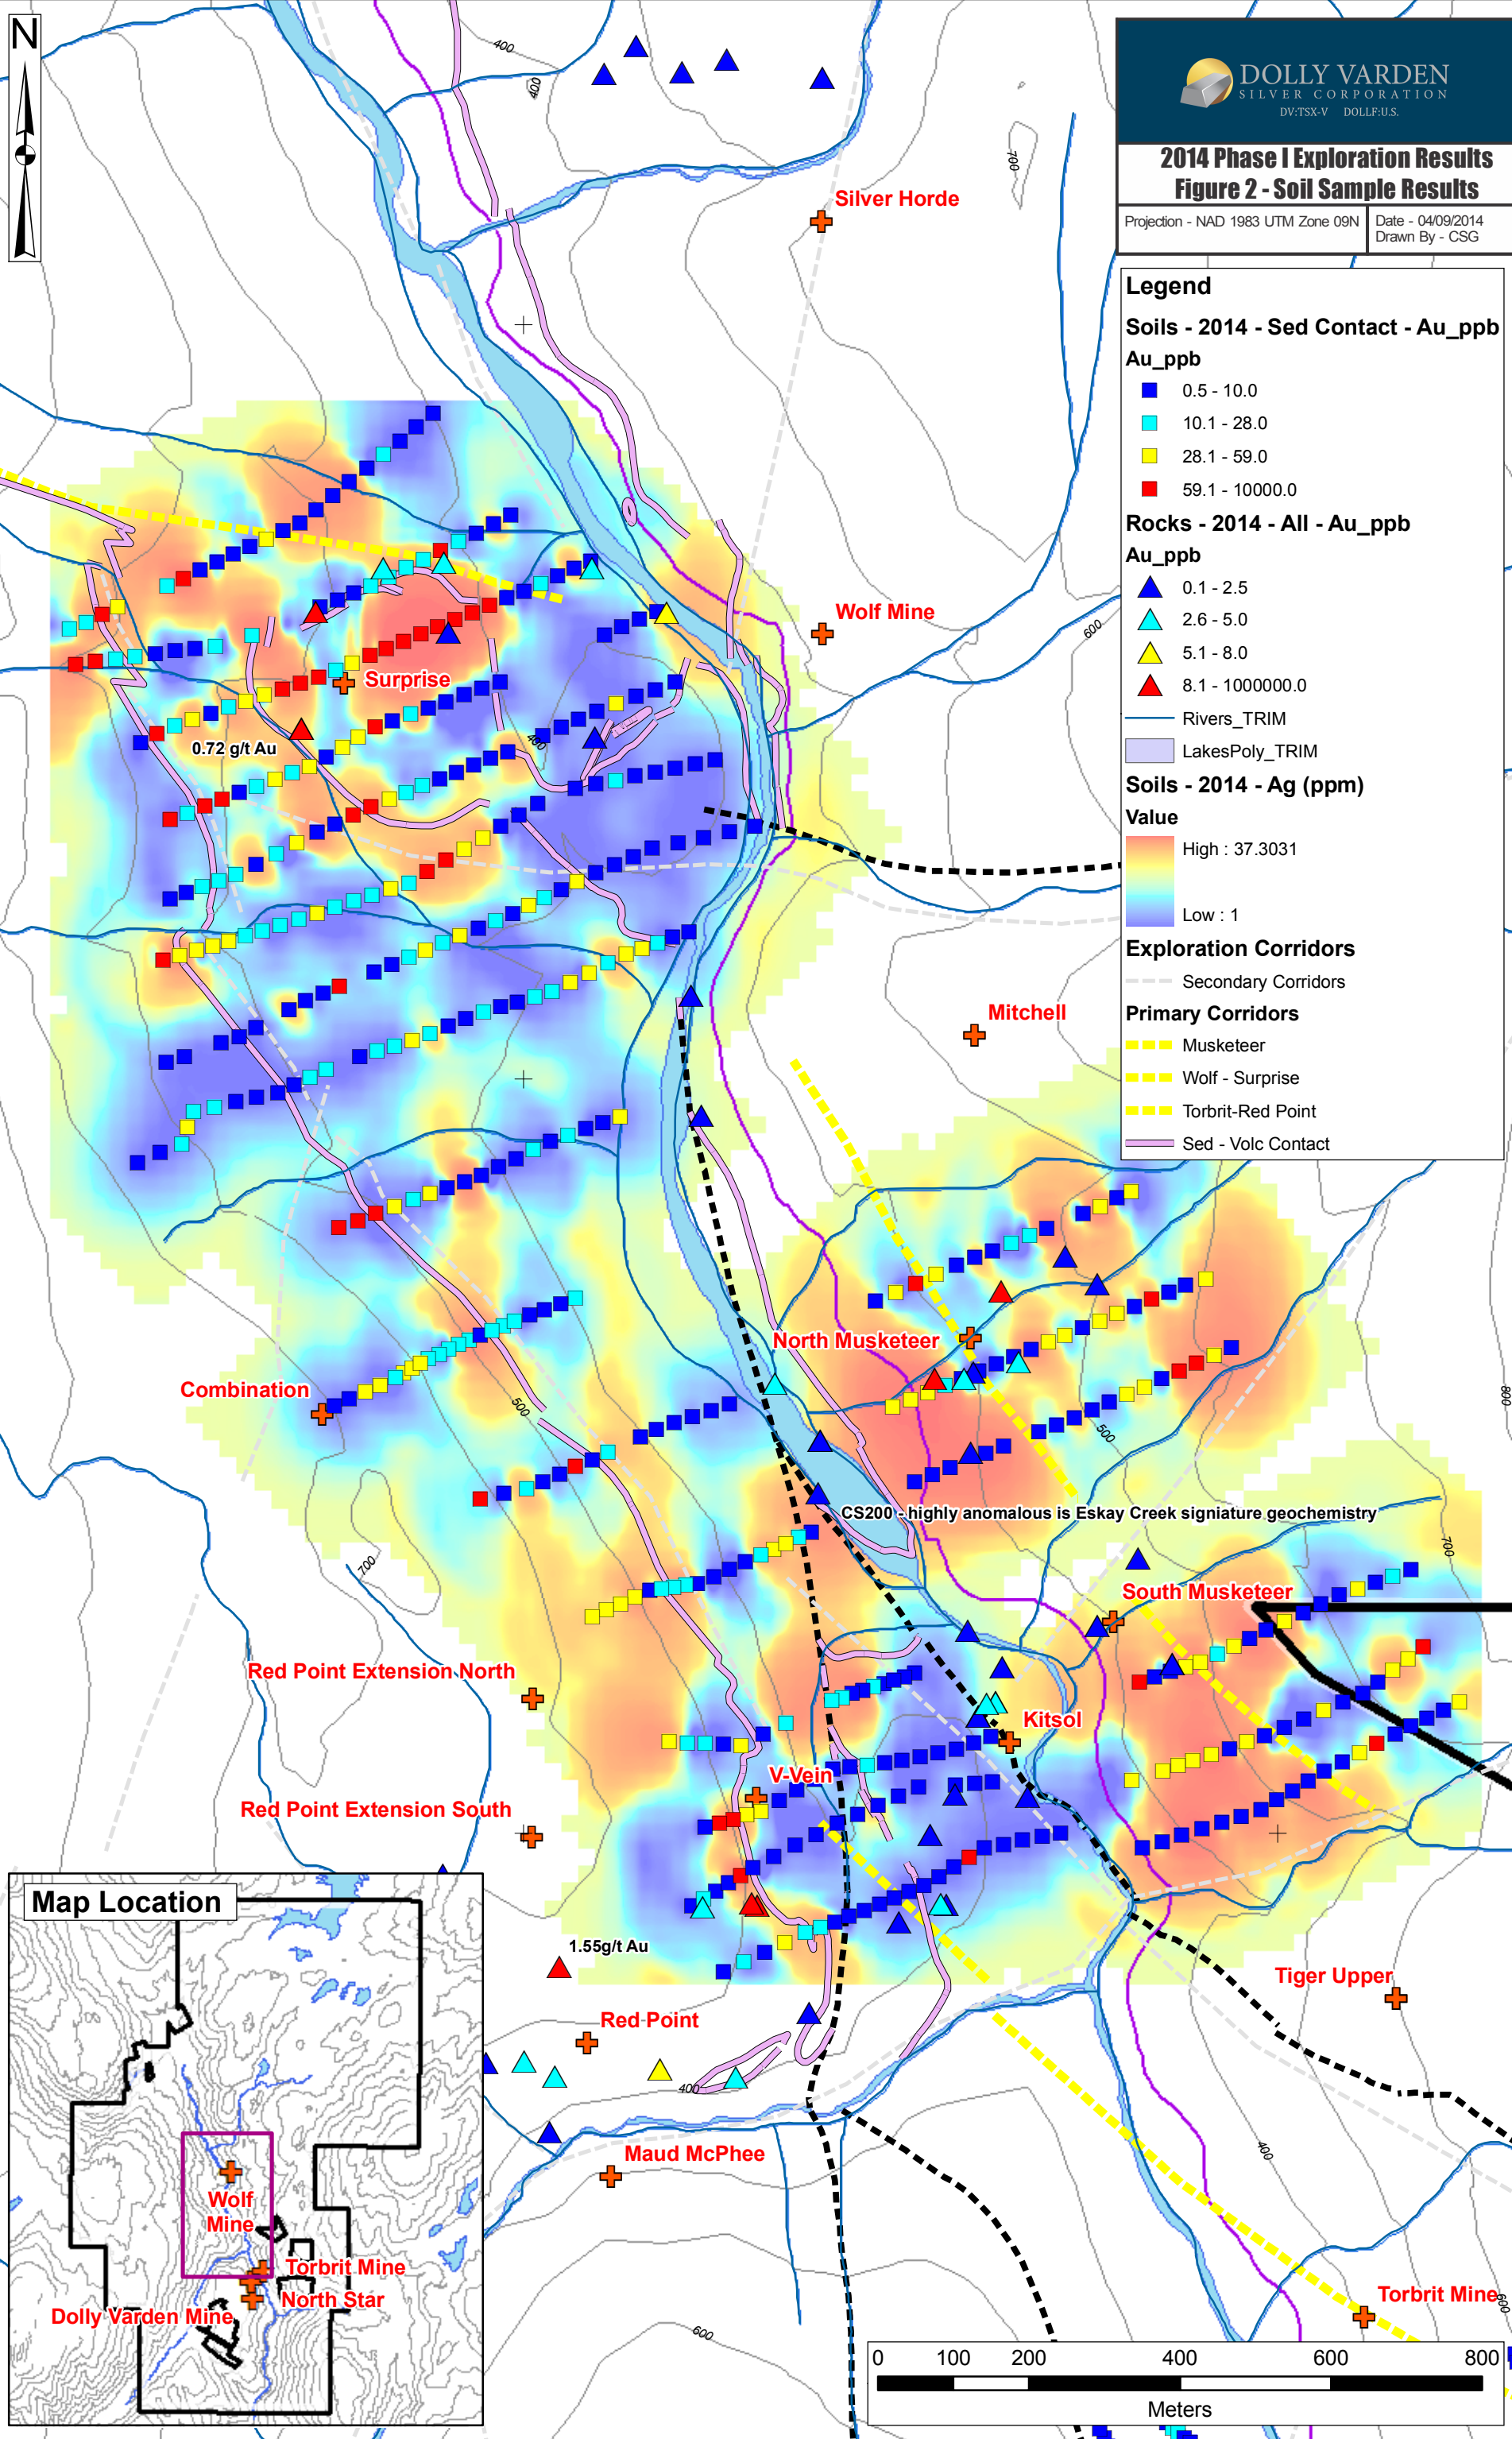 N
DOLLY VARDEN
SILVER CORPORATION
DV:TSX-V DOLLF:U.S.
2014 Phase I Exploration Results
Figure 2 - Soil Sample Results
Projection - NAD 1983 UTM Zone 09N
Date - 04/09/2014
Drawn By - CSG
Legend
Soils - 2014 - Sed Contact - Au_ppb
Au_ppb
0.5 - 10.0
10.1 - 28.0
28.1 - 59.0
59.1 - 10000.0
Rocks - 2014 - All - Au_ppb
Au_ppb
0.1 - 2.5
2.6 - 5.0
5.1 - 8.0
8.1 - 1000000.0
Rivers_TRIM
LakesPoly_TRIM
Soils - 2014 - Ag (ppm)
Value
High : 37.3031
Low : 1
Exploration Corridors
Secondary Corridors
Primary Corridors
Musketeer
Wolf - Surprise
Torbrit-Red Point
Sed - Volc Contact
400
400
700
Silver Horde
600
Wolf Mine
Surprise
0.72 g/t Au
400
Mitchell
North Musketeer
Combination
500
500
800
CS200 - highly anomalous is Eskay Creek signiature geochemistry
700
700
South Musketeer
Red Point Extension North
Kitsol
V-Vein
Red Point Extension South
1.55g/t Au
Tiger Upper
Red Point
400
400
Maud McPhee
Torbrit Mine
600
600
Map Location
Wolf
Mine
Torbrit Mine
North Star
Dolly Varden Mine
0 100 200 400 600 800
Meters